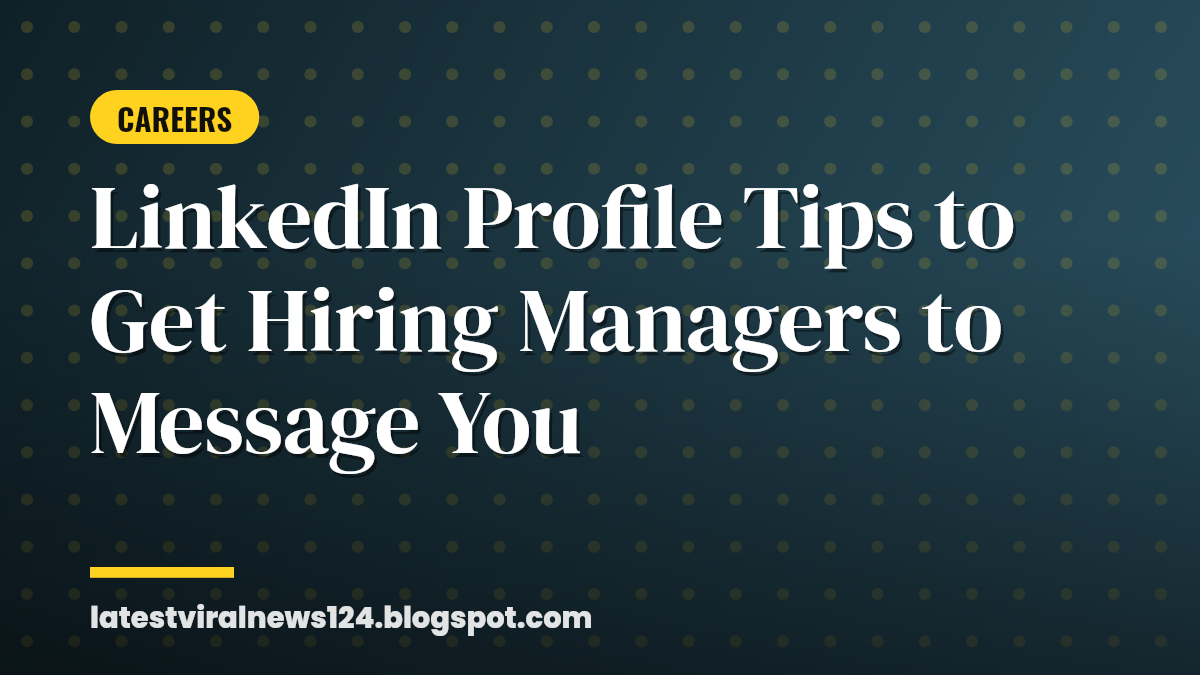 CAREERS
LinkedIn Profile Tips to
Get Hiring Managers to
Message You
latestviralnews124.blogspot.com